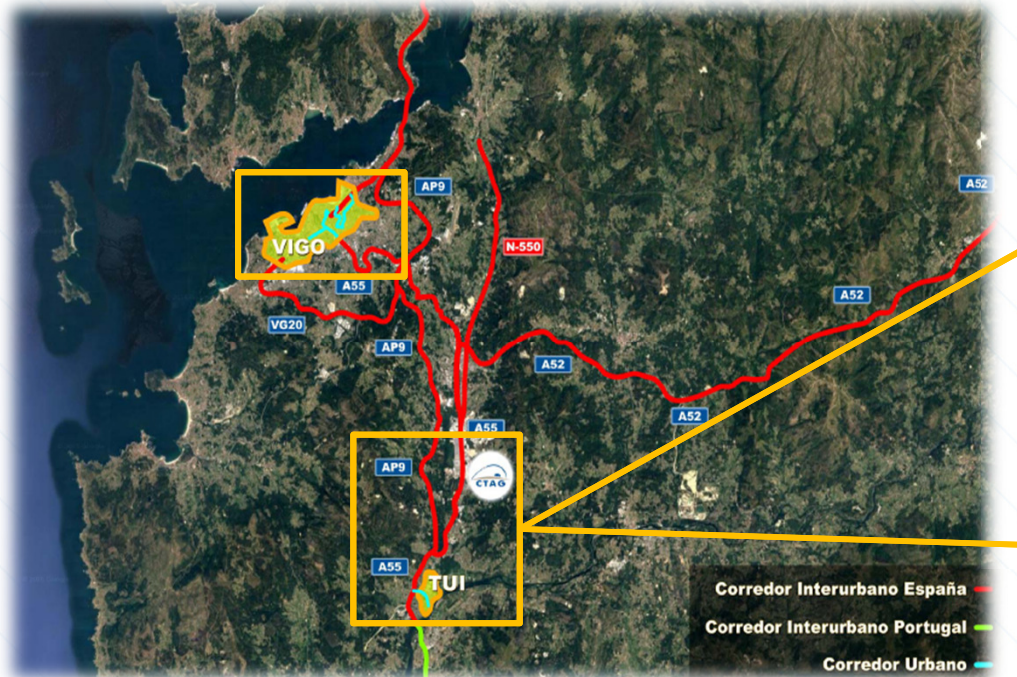 AP9
A52
VIGO
N-550
A55
A52
VG20
AP9
A52
A52
A55
AP9
CTAG
A55
TUI
Corredor Interurbano España
Corredor Interurbano Portugal
Corredor Urbano